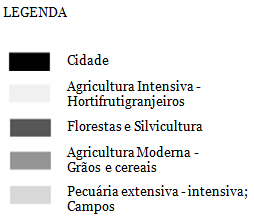 LEGENDA
Cidade
Agricultura Intensiva -
Hortifrutigranjeiros
Florestas e Silvicultura
Agricultura Moderna -
Grãos e cereais
Pecuária extensiva - intensiva;
Campos